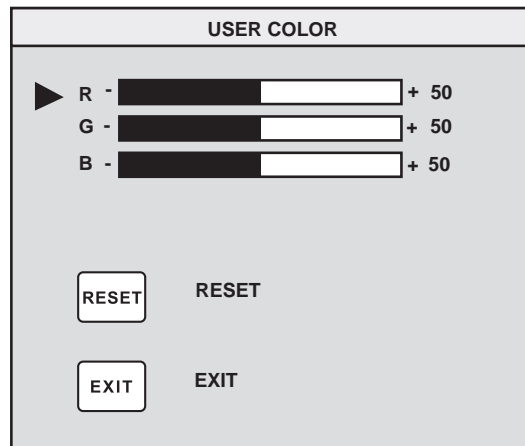 USER COLOR
R - + 50
G - + 50
B - + 50
RESET RESET
EXIT EXIT